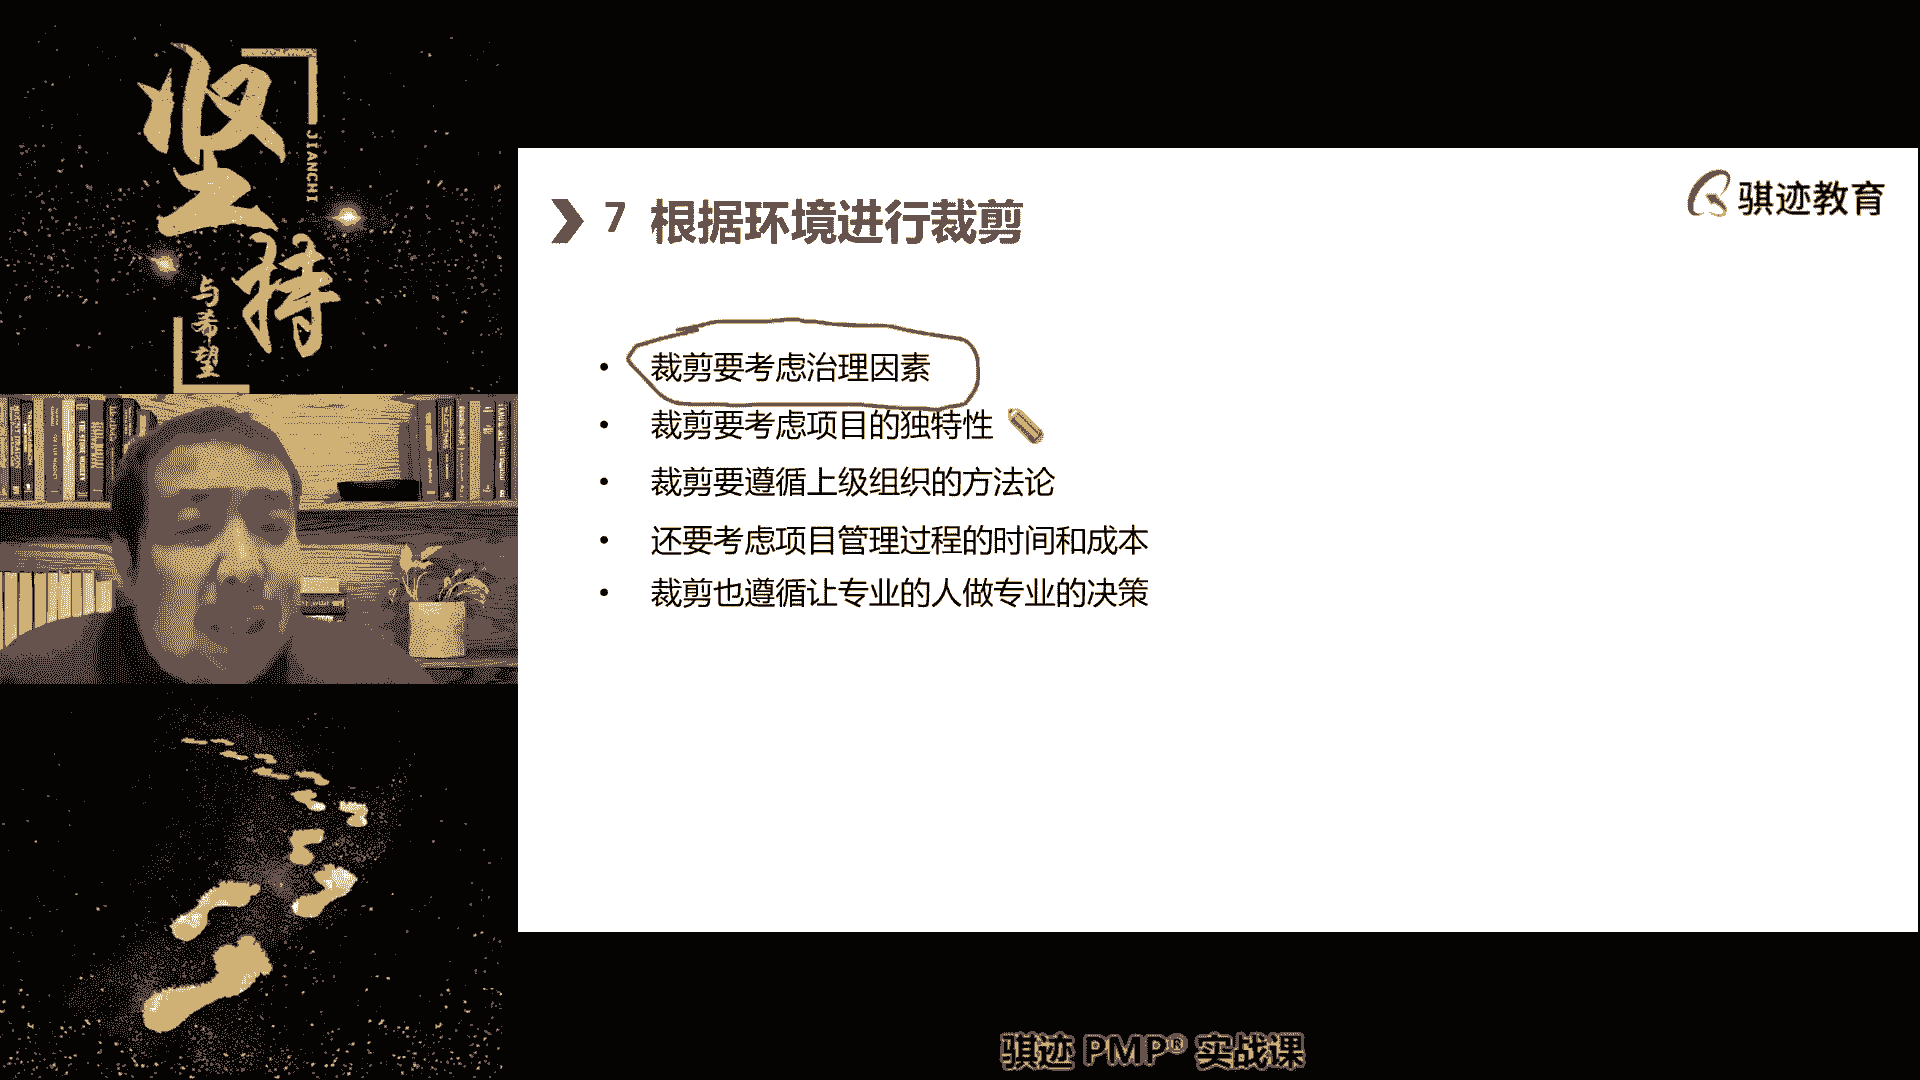 坚持
JIANCHI
与希望
7 根据环境进行裁剪
骐迹教育
裁剪要考虑治理因素
裁剪要考虑项目的独特性
裁剪要遵循上级组织的方法论
还要考虑项目管理过程的时间和成本
裁剪也遵循让专业的人做专业的决策
骐迹 PMP® 实战课